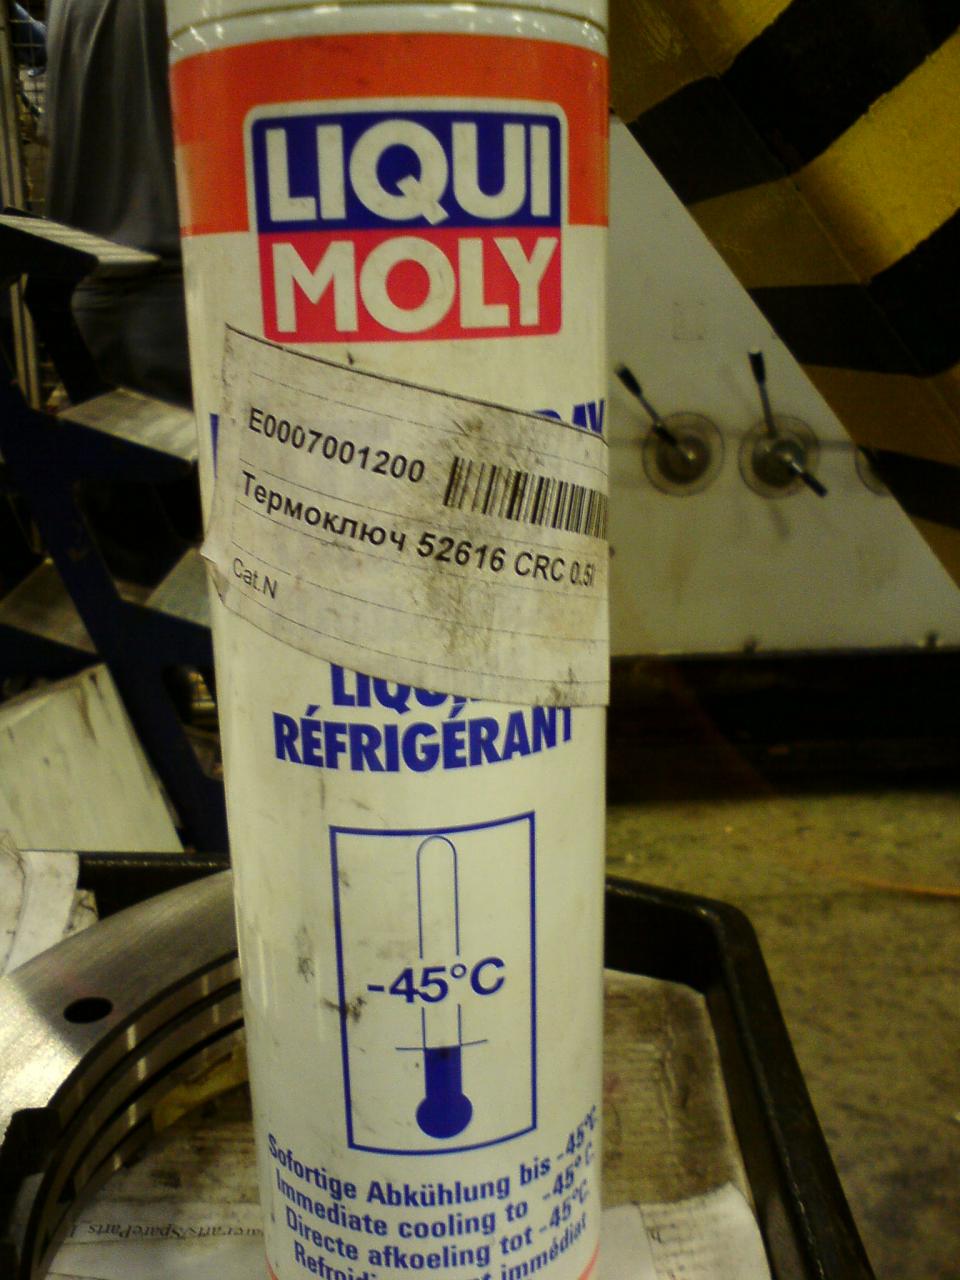 LIQUI
MOLY
E0007001200
Термоключ 52616 CRC 0.5l
Cat.N
RÉFRIGÉRANT
-45°C
Sofortige Abkühlung bis -45°C.
Immediate cooling to -45°C.
Directe afkoeling tot -45°C.
immédiat